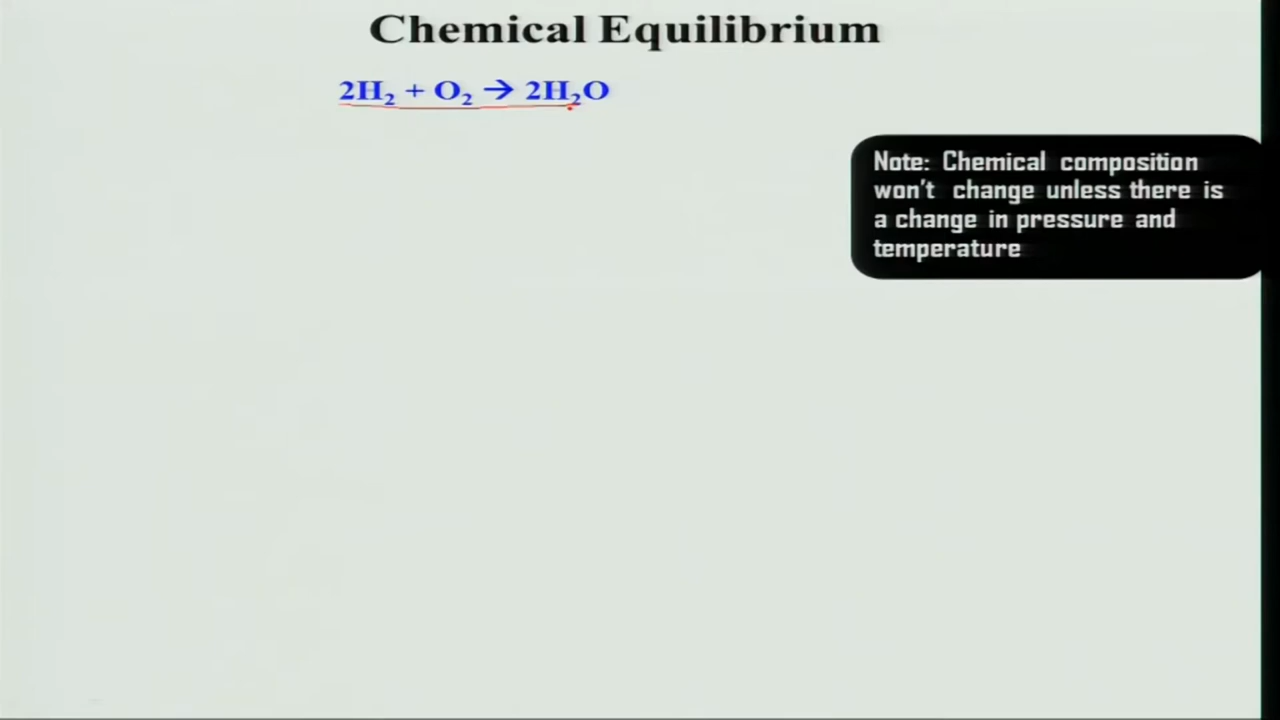 Chemical Equilibrium
2H₂ + O₂ → 2H₂O
Note: Chemical composition
won't change unless there is
a change in pressure and
temperature